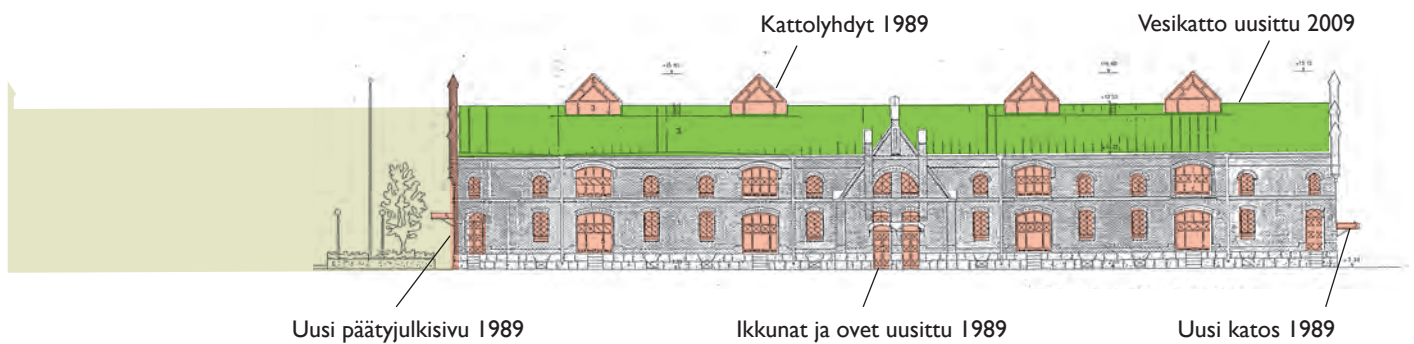 Kattolyhdyt 1989
Vesikatto uusittu 2009
Uusi päätyjulkisivu 1989
Ikkunat ja ovet uusittu 1989
Uusi katos 1989